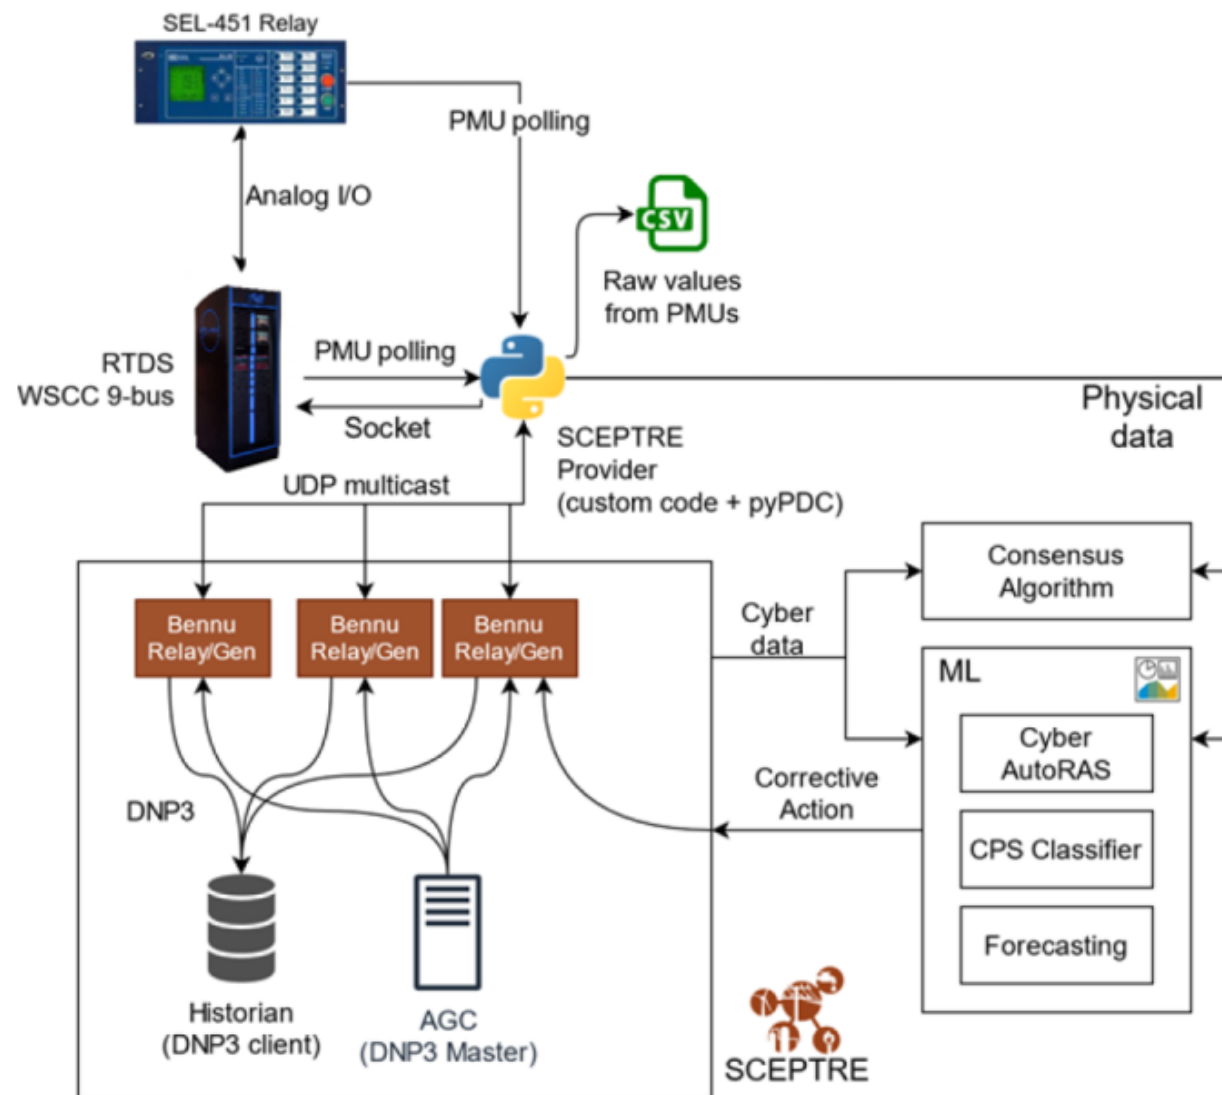 SEL-451 Relay
PMU polling
Analog I/O
CSV
Raw values
from PMUs
RTDS
WSCC 9-bus
PMU polling
Socket
SCEPTRE
Provider
(custom code + pyPDC)
Physical
data
UDP multicast
Bennu
Relay/Gen
Bennu
Relay/Gen
Bennu
Relay/Gen
Cyber
data
Consensus
Algorithm
ML
Cyber
AutoRAS
CPS Classifier
Forecasting
Corrective
Action
DNP3
Historian
(DNP3 client)
AGC
(DNP3 Master)
SCEPTRE